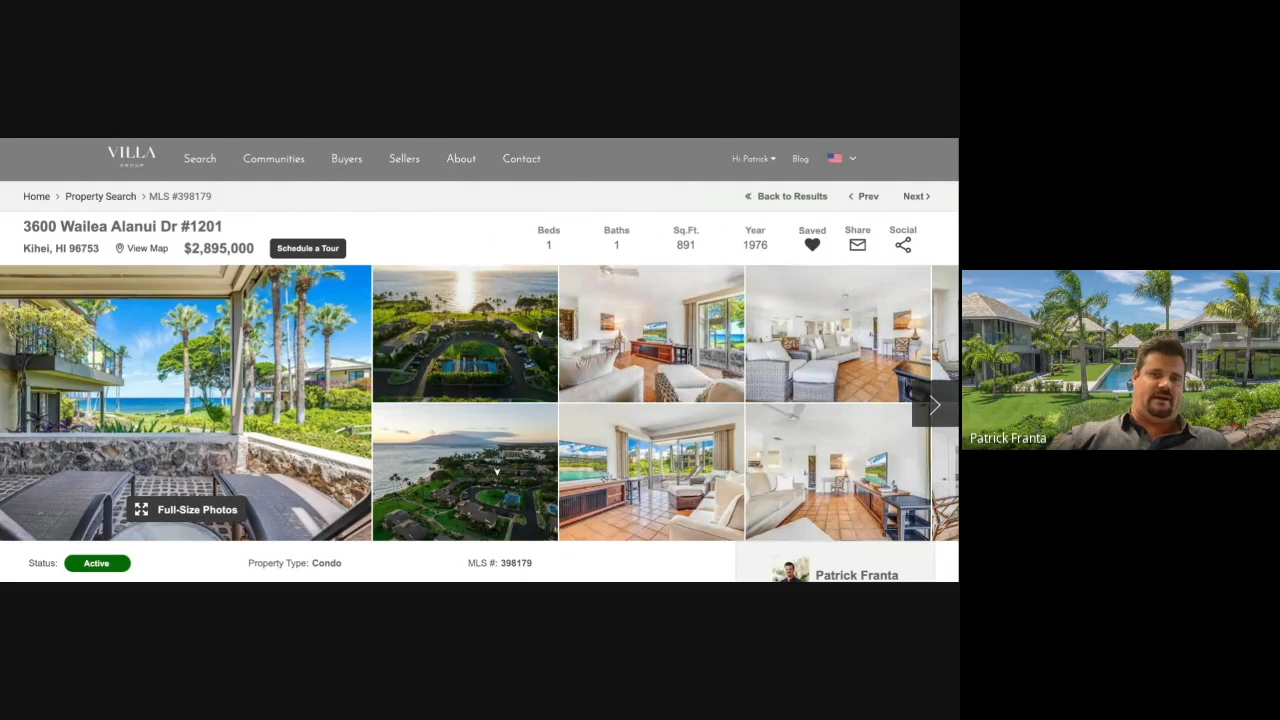 VILLA
GROUP
Search Communities Buyers Sellers About Contact
Hi Patrick Blog
Home > Property Search > MLS #398179
« Back to Results < Prev Next >
3600 Wailea Alanui Dr #1201
Kihei, HI 96753 View Map $2,895,000 Schedule a Tour
Beds Baths Sq.Ft. Year Saved Share Social
1 1 891 1976
Full-Size Photos
Status: Active Property Type: Condo MLS #: 398179
Patrick Franta
Patrick Franta